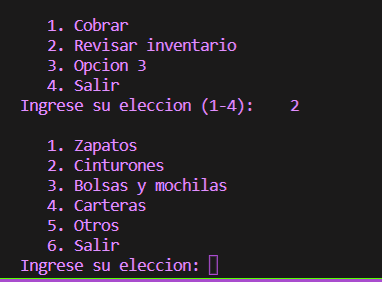 1. Cobrar
2. Revisar inventario
3. Opcion 3
4. Salir
Ingrese su eleccion (1-4):    2
1. Zapatos
2. Cinturones
3. Bolsas y mochilas
4. Carteras
5. Otros
6. Salir
Ingrese su eleccion: